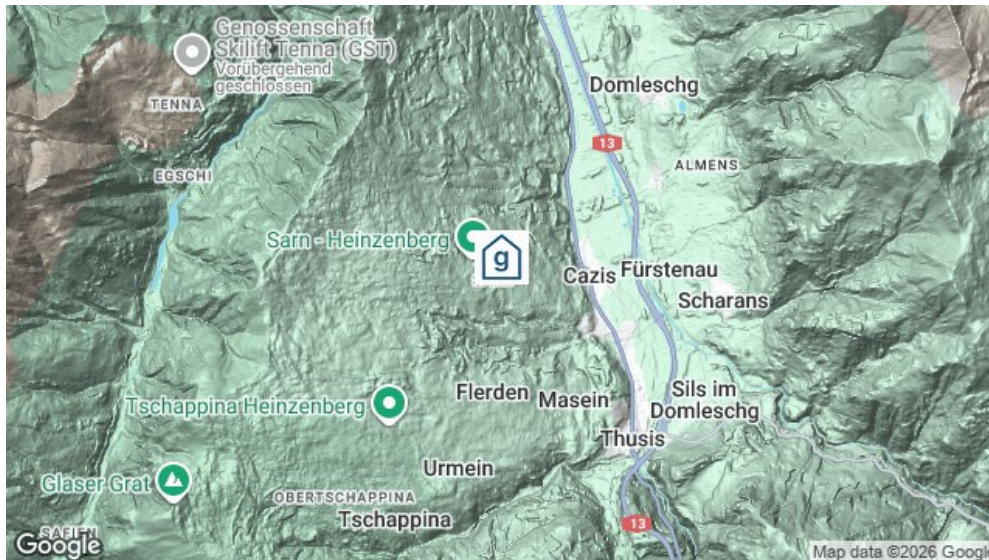 Genossenschaft
Skilift Tenna (GST)
Vorübergehend
geschlossen
TENNA
Domleschg
13
ALMENS
EGSCHI
Sarn - Heinzenberg
g
Cazis
Fürstenau
Scharans
Flerden
Masein
Sils im
Domleschg
Tschappina Heinzenberg
Thusis
Urmein
Glaser Grat
OBERTSCHAPPINA
Tschappina
13
SAFIEN
Google
Map data ©2026 Google